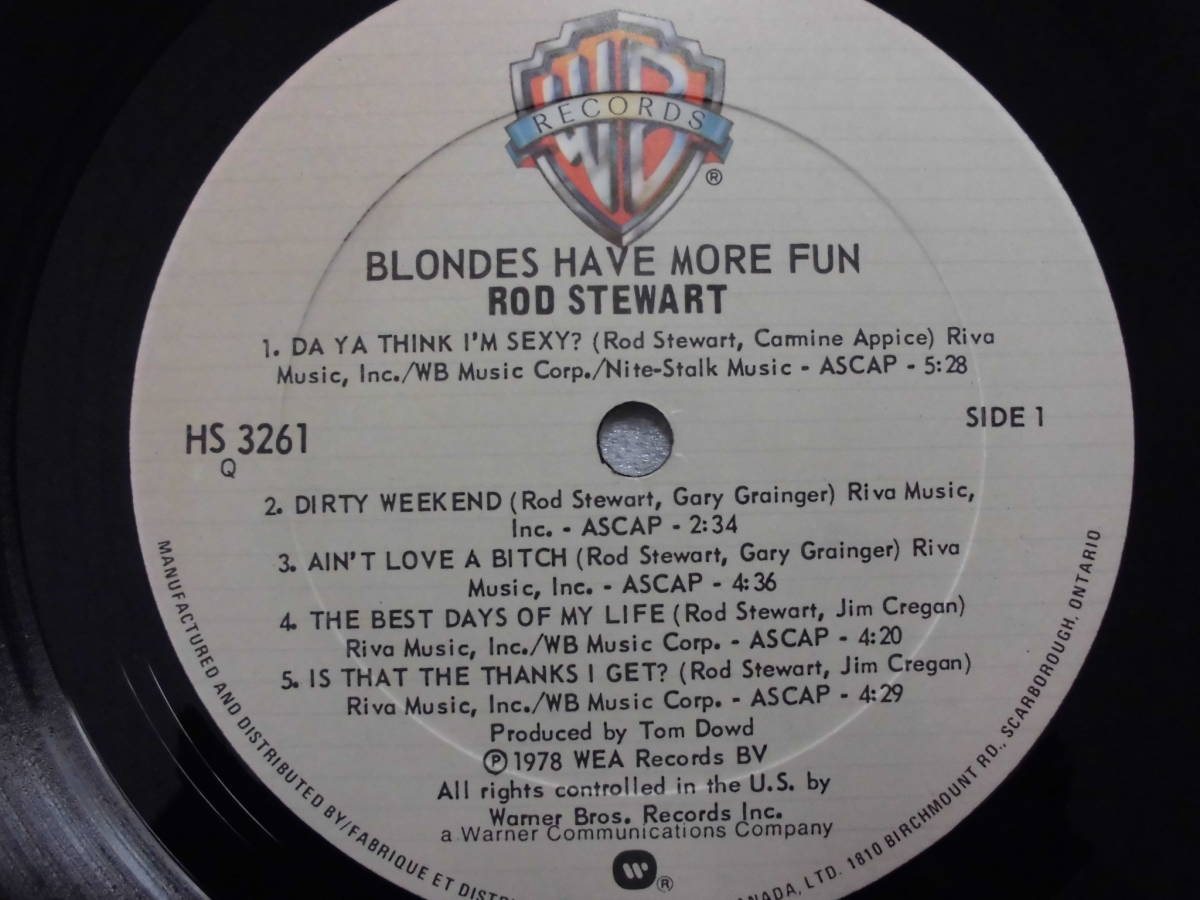 WB
RECORDS
®
BLONDES HAVE MORE FUN
ROD STEWART
1. DA YA THINK I'M SEXY? (Rod Stewart, Carmine Appice) Riva
Music, Inc./WB Music Corp./Nite-Stalk Music - ASCAP - 5:28
HS 3261
Q
SIDE 1
2. DIRTY WEEKEND (Rod Stewart, Gary Grainger) Riva Music,
Inc. - ASCAP - 2:34
3. AIN'T LOVE A BITCH (Rod Stewart, Gary Grainger) Riva
Music, Inc. - ASCAP - 4:36
4. THE BEST DAYS OF MY LIFE (Rod Stewart, Jim Cregan)
Riva Music, Inc./WB Music Corp. - ASCAP - 4:20
5. IS THAT THE THANKS I GET? (Rod Stewart, Jim Cregan)
Riva Music, Inc./WB Music Corp. - ASCAP - 4:29
Produced by Tom Dowd
℗ 1978 WEA Records BV
All rights controlled in the U.S. by
Warner Bros. Records Inc.
a Warner Communications Company
®
MANUFACTURED AND DISTRIBUTED BY/FABRIQUE ET 1810 BIRCHMOUNT RD., SCARBOROUGH, ONTARIO